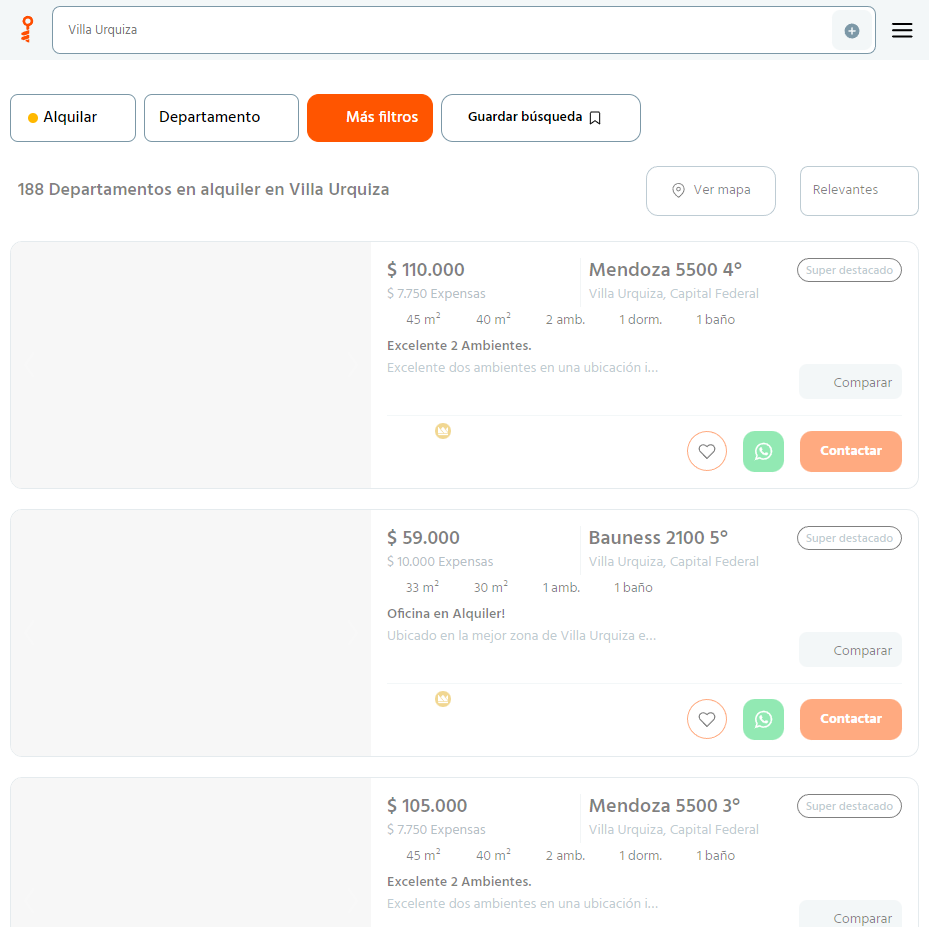 Villa Urquiza
Alquilar
Departamento
Más filtros
Guardar búsqueda
188 Departamentos en alquiler en Villa Urquiza
Ver mapa
Relevantes
$ 110.000
Mendoza 5500 4°
Super destacado
$ 7.750 Expensas
Villa Urquiza, Capital Federal
45 m² 40 m² 2 amb. 1 dorm. 1 baño
Excelente 2 Ambientes.
Excelente dos ambientes en una ubicación i...
Comparar
Contactar
$ 59.000
Bauness 2100 5°
Super destacado
$ 10.000 Expensas
Villa Urquiza, Capital Federal
33 m² 30 m² 1 amb. 1 baño
Oficina en Alquiler!
Ubicado en la mejor zona de Villa Urquiza e...
Comparar
Contactar
$ 105.000
Mendoza 5500 3°
Super destacado
$ 7.750 Expensas
Villa Urquiza, Capital Federal
45 m² 40 m² 2 amb. 1 dorm. 1 baño
Excelente 2 Ambientes.
Excelente dos ambientes en una ubicación i...
Comparar